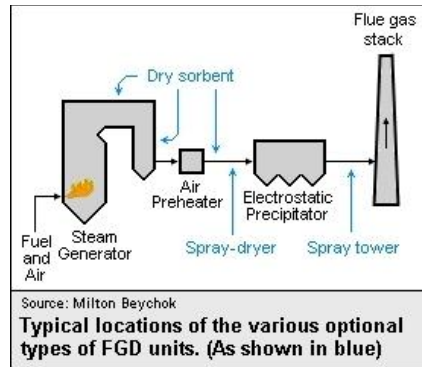 Flue gas
stack
Dry sorbent
Air
Preheater
Electrostatic
Precipitator
Fuel
and
Air
Steam
Generator
Spray-dryer
Spray tower
Source: Milton Beychok
Typical locations of the various optional
types of FGD units. (As shown in blue)